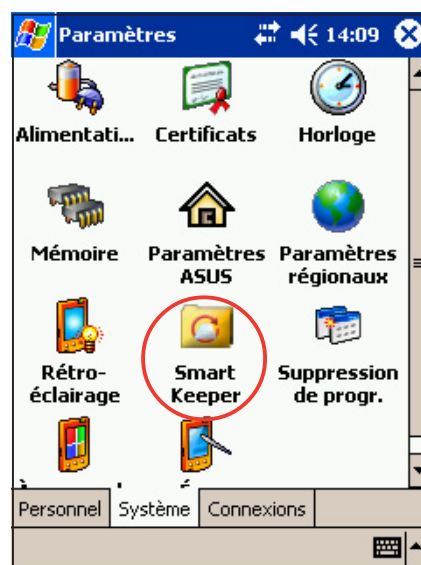 Paramètres 14:09
Alimentati... Certificats Horloge
Mémoire Paramètres ASUS Paramètres régionaux
Rétro-éclairage Smart Keeper Suppression de progr.
Personnel Système Connexions